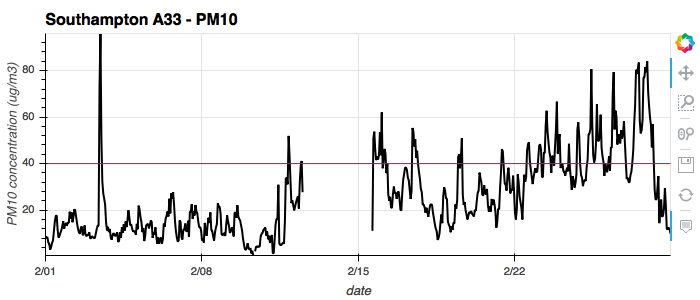 Southampton A33 - PM10
PM10 concentration (ug/m3)
80
60
40
20
2/01
2/08
2/15
2/22
date